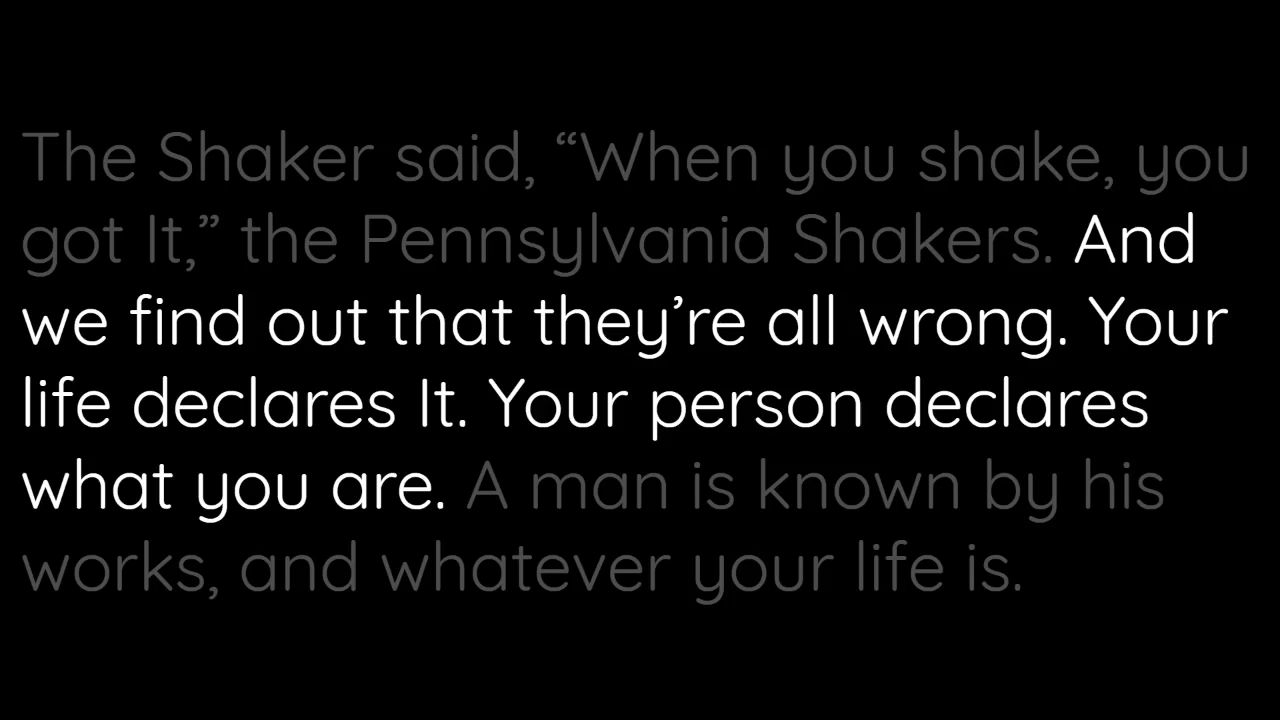 The Shaker said, “When you shake, you
got It,” the Pennsylvania Shakers. And
we find out that they’re all wrong. Your
life declares It. Your person declares
what you are. A man is known by his
works, and whatever your life is.